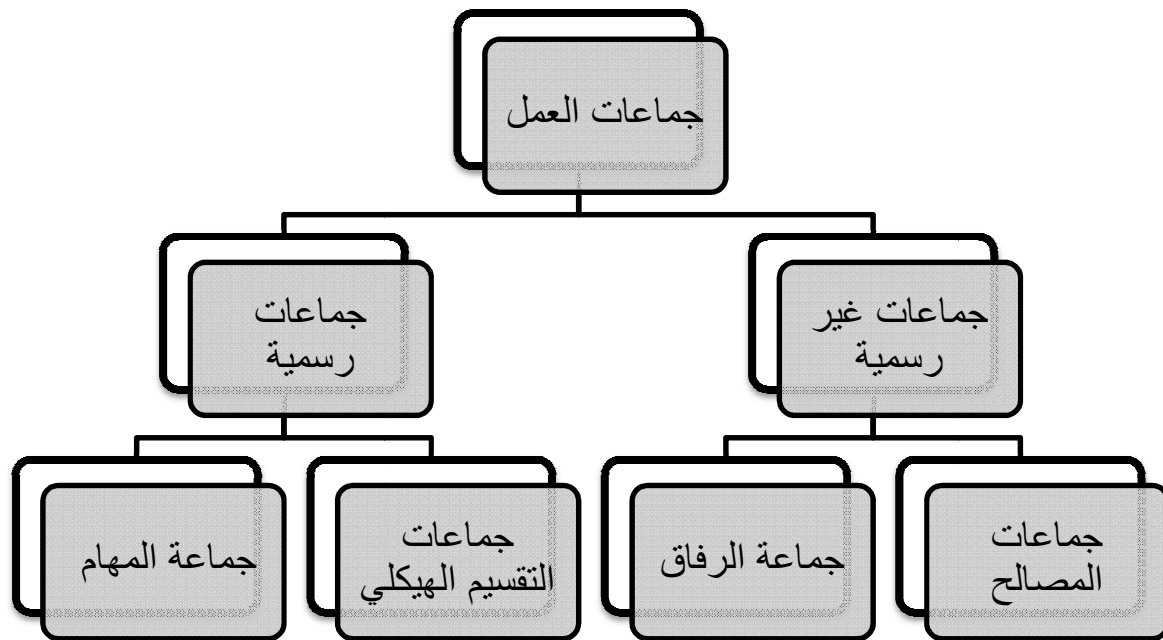 جماعات العمل
جماعات غير
رسمية
جماعات
رسمية
جماعات
المصالح
جماعة الرفاق
جماعات
التقسيم الهيكلي
جماعة المهام